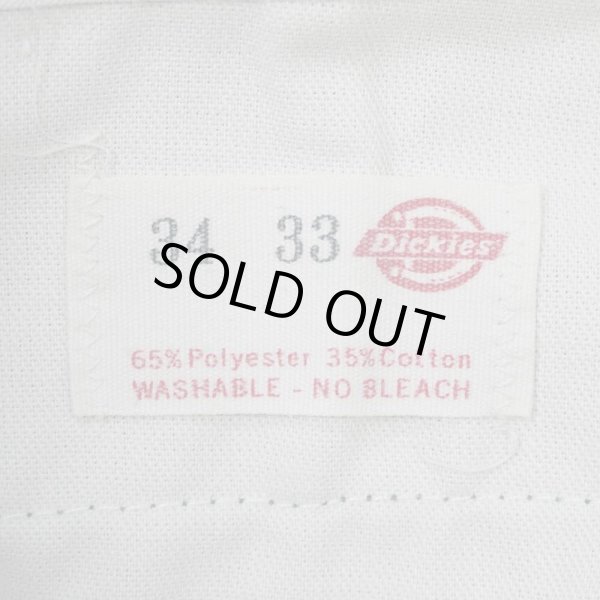 34 33 Dickies
SOLD OUT
65% Polyester 35% Cotton
WASHABLE - NO BLEACH